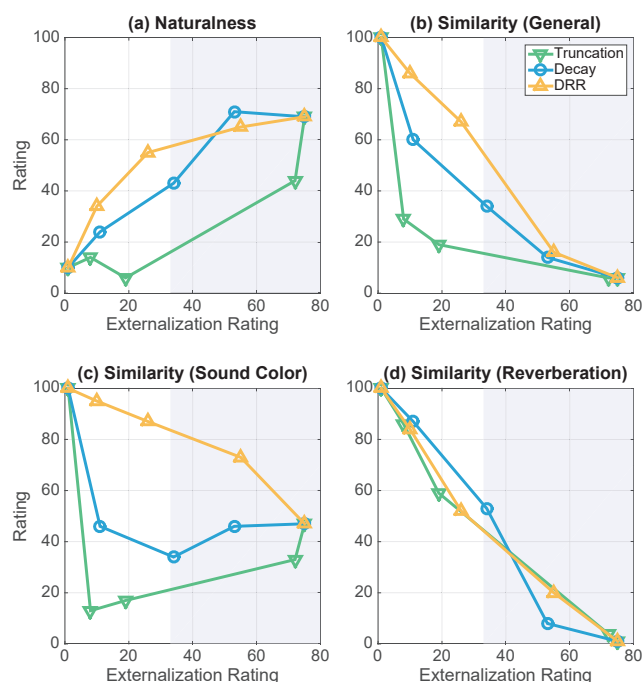 (a) Naturalness
(b) Similarity (General)
100
80
60
40
20
0
Rating
0 20 40 60 80
Externalization Rating
100
80
60
40
20
0
Truncation
Decay
DRR
0 20 40 60 80
Externalization Rating
(c) Similarity (Sound Color)
(d) Similarity (Reverberation)
100
80
60
40
20
0
Rating
0 20 40 60 80
Externalization Rating
100
80
60
40
20
0
0 20 40 60 80
Externalization Rating